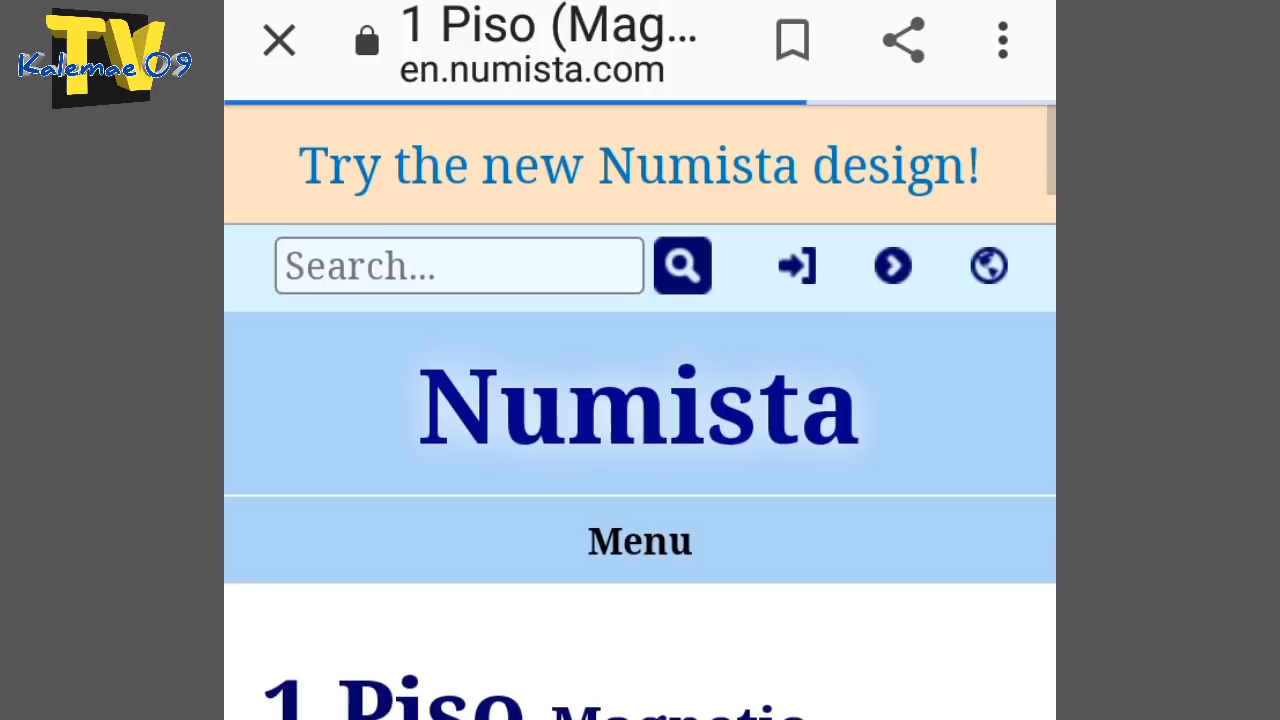 TV
Kalemae 09
1 Piso (Mag...
en.numista.com
Try the new Numista design!
Search...
Numista
Menu
1 Piso Magnetic